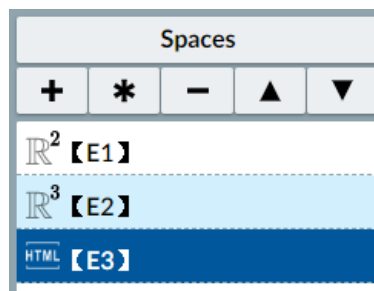 Spaces
+ * − ▲ ▼
ℝ² 【E1】
ℝ³ 【E2】
HTML 【E3】